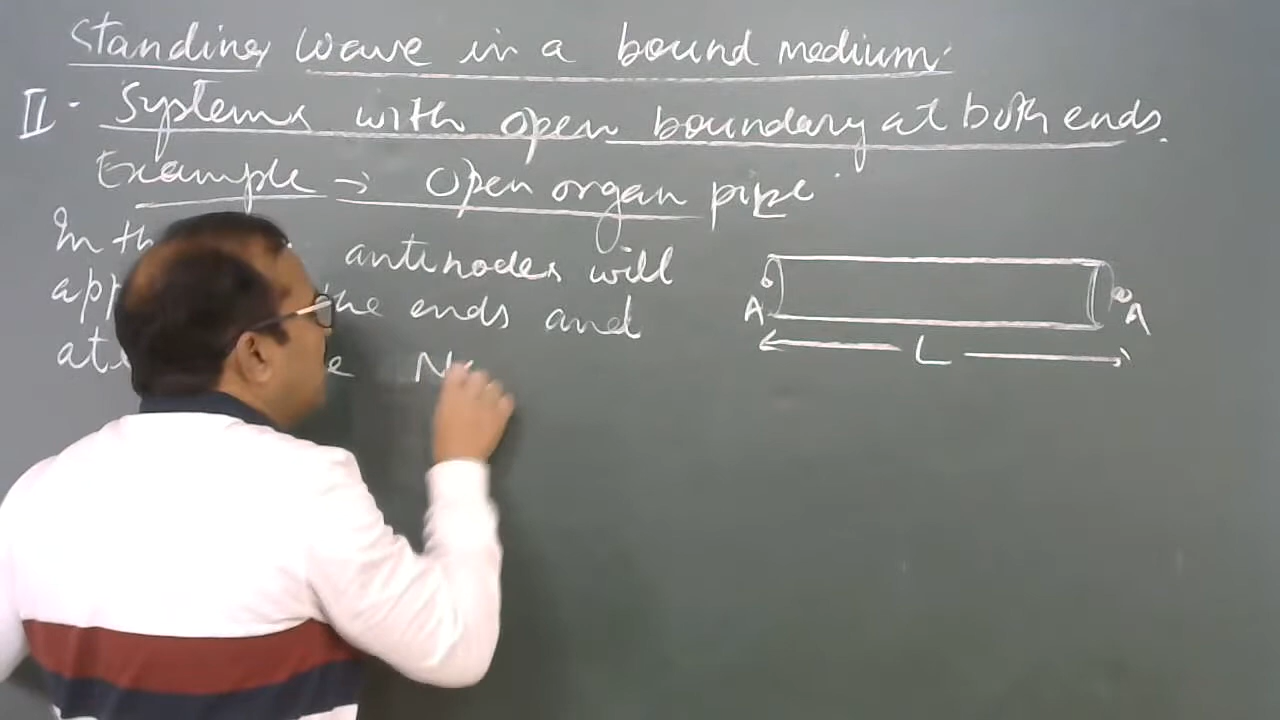 Standing wave in a bound medium.
II. Systems with open boundary at both ends.
Example → Open organ pipe
In antinodes will
the ends and
A A
L